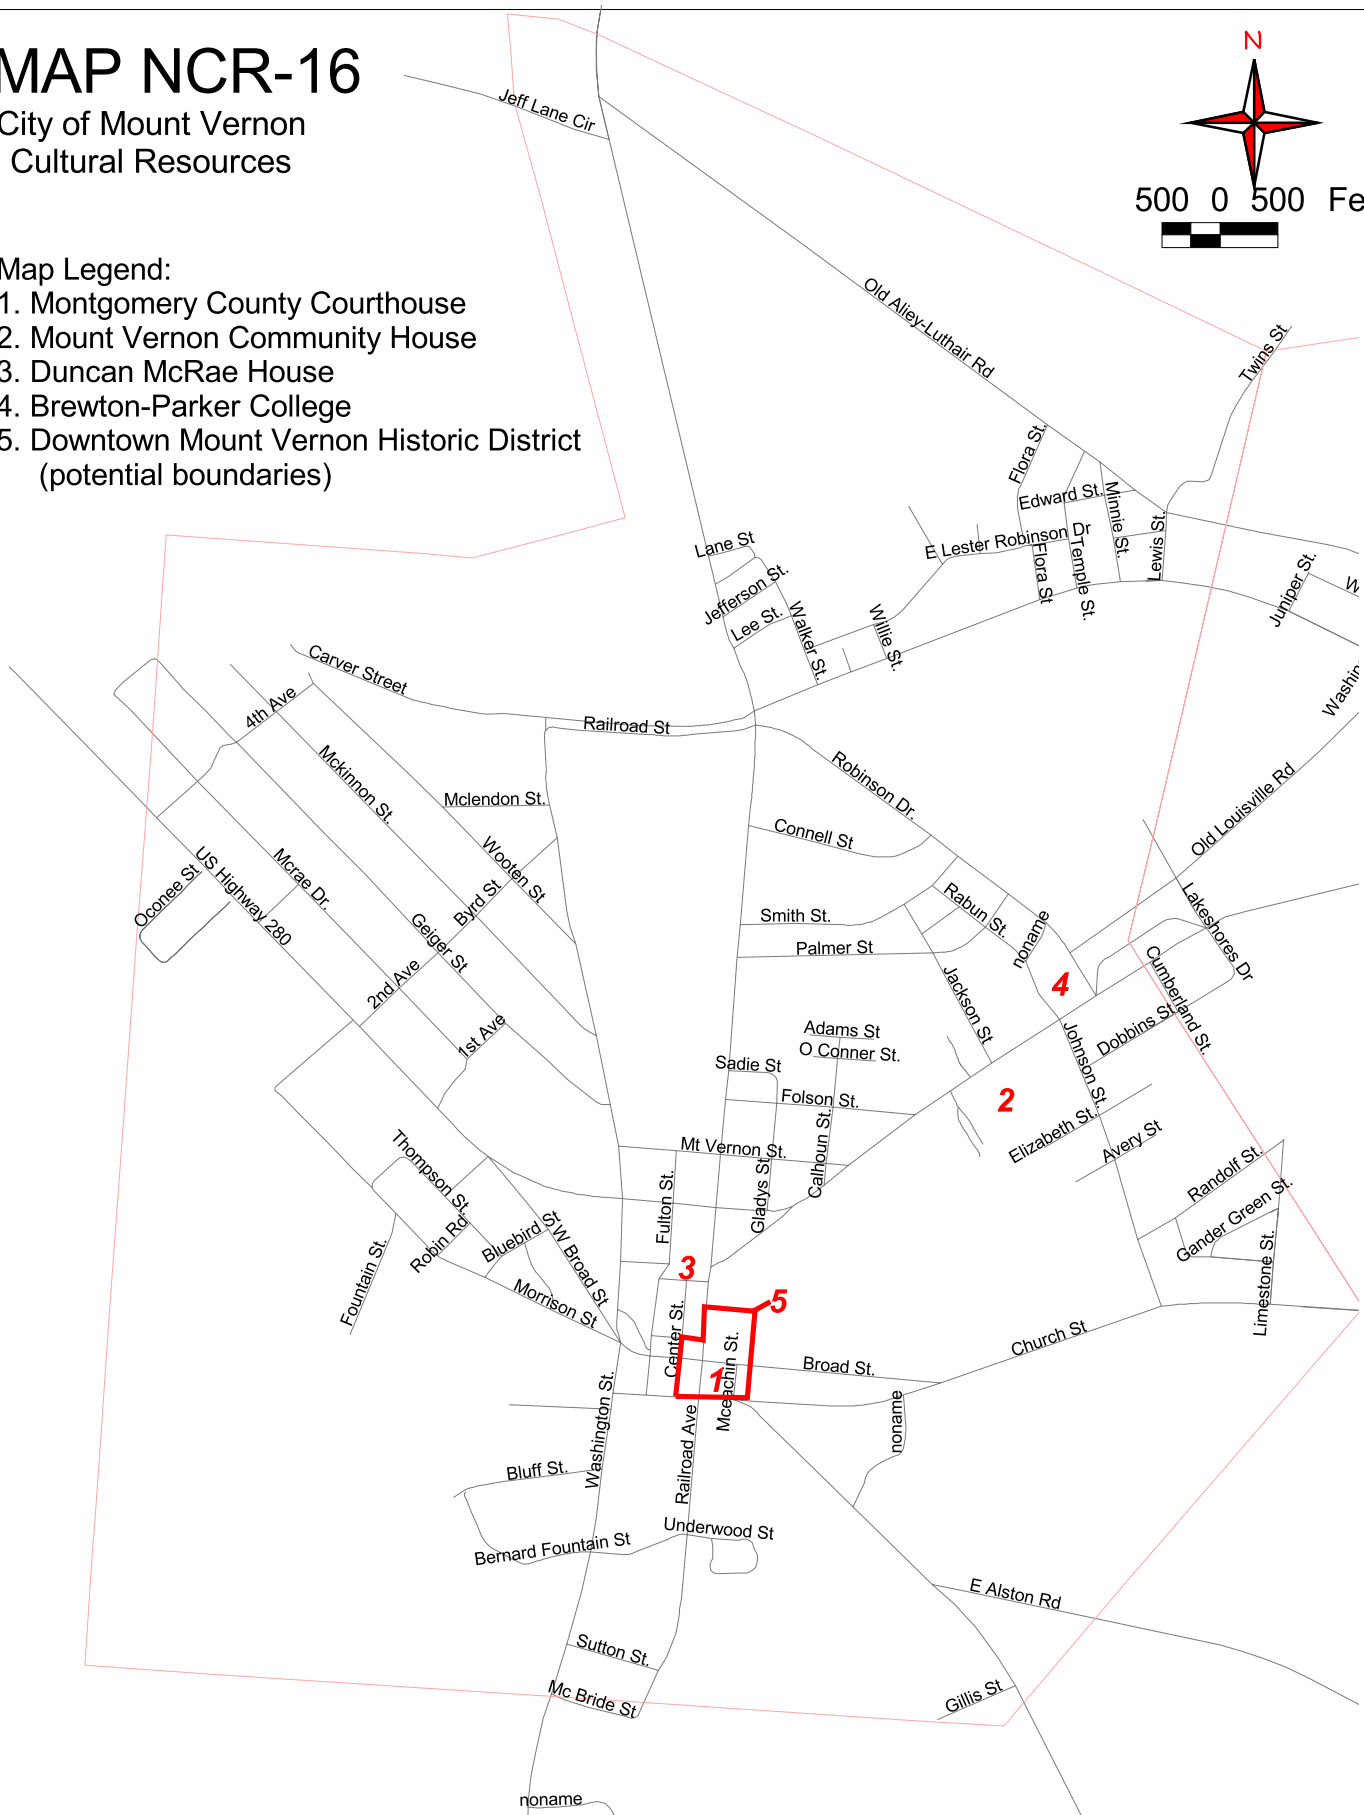 MAP NCR-16
City of Mount Vernon
Cultural Resources
N
500 0 500 Fe
Map Legend:
1. Montgomery County Courthouse
2. Mount Vernon Community House
3. Duncan McRae House
4. Brewton-Parker College
5. Downtown Mount Vernon Historic District
(potential boundaries)
Jeff Lane Cir
Old Aliey-Luthair Rd
Twins St
Flora St.
Edward St.
Minnie St.
Lewis St.
E Lester Robinson Dr
Flora St
Temple St.
Juniper St.
W
Washin
Lane St
Jefferson St.
Lee St.
Walker St.
Willie St.
Carver Street
4th Ave
Railroad St
Mckinnon St.
Mclendon St.
Robinson Dr.
Connell St
Old Louisville Rd
Wooten St
Byrd St
US Highway 280
Mcrae Dr.
Oconee St
Geiger St
2nd Ave
1st Ave
Smith St.
Rabun St.
noname
Palmer St
Lakeshores Dr
Jackson St
4
Cumberland St.
Dobbins St
Johnson St.
Adams St
O Conner St.
Sadie St
Folson St.
2
Elizabeth St.
Avery St
Calhoun St.
Mt Vernon St.
Gladys St
Fulton St.
Thompson St.
Robin Rd
Bluebird St
W Broad St
Fountain St.
Morrison St
Randolf St.
Gander Green St.
Limestone St.
3
5
Center St.
Mceachin St.
1
Broad St.
Church St
noname
Washington St.
Railroad Ave
Bluff St.
Underwood St
Bernard Fountain St
E Alston Rd
Sutton St.
Mc Bride St
Gillis St
noname